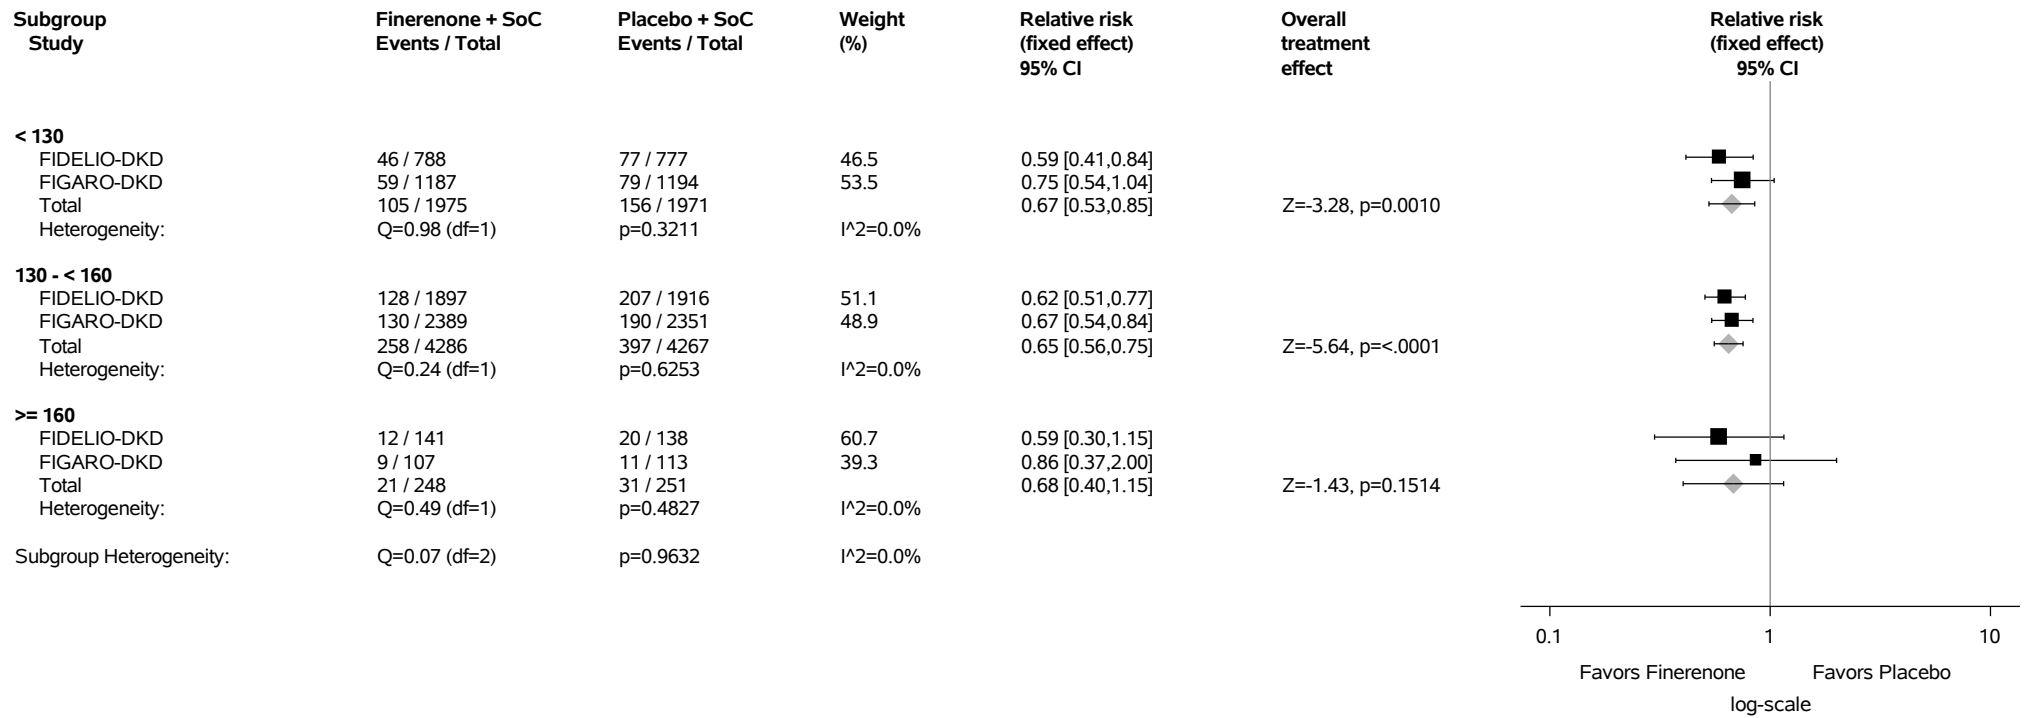 Subgroup Finerenone + SoC Placebo + SoC Weight Relative risk Overall Relative risk
Study Events / Total Events / Total (%) (fixed effect) treatment (fixed effect)
95% CI effect 95% CI
< 130
FIDELIO-DKD 46 / 788 77 / 777 46.5 0.59 [0.41,0.84]
FIGARO-DKD 59 / 1187 79 / 1194 53.5 0.75 [0.54,1.04]
Total 105 / 1975 156 / 1971 0.67 [0.53,0.85] Z=-3.28, p=0.0010
Heterogeneity: Q=0.98 (df=1) p=0.3211 I^2=0.0%
130 - < 160
FIDELIO-DKD 128 / 1897 207 / 1916 51.1 0.62 [0.51,0.77]
FIGARO-DKD 130 / 2389 190 / 2351 48.9 0.67 [0.54,0.84]
Total 258 / 4286 397 / 4267 0.65 [0.56,0.75] Z=-5.64, p=<.0001
Heterogeneity: Q=0.24 (df=1) p=0.6253 I^2=0.0%
>= 160
FIDELIO-DKD 12 / 141 20 / 138 60.7 0.59 [0.30,1.15]
FIGARO-DKD 9 / 107 11 / 113 39.3 0.86 [0.37,2.00]
Total 21 / 248 31 / 251 0.68 [0.40,1.15] Z=-1.43, p=0.1514
Heterogeneity: Q=0.49 (df=1) p=0.4827 I^2=0.0%
Subgroup Heterogeneity: Q=0.07 (df=2) p=0.9632 I^2=0.0%
0.1 1 10
Favors Finerenone Favors Placebo
log-scale